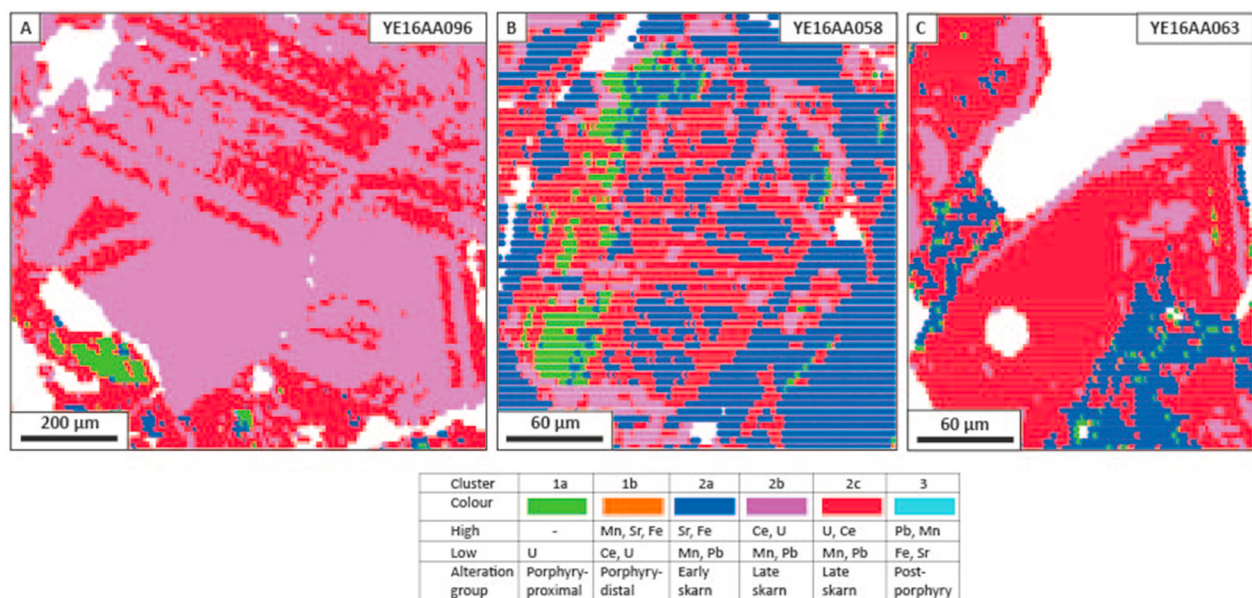 A YE16AA096
B YE16AA058
C YE16AA063
200 µm
60 µm
60 µm
Cluster 1a 1b 2a 2b 2c 3
Colour
High - Mn, Sr, Fe Sr, Fe Ce, U U, Ce Pb, Mn
Low U Ce, U Mn, Pb Mn, Pb Mn, Pb Fe, Sr
Alteration Porphyry- Porphyry- Early Late Late Post-
group proximal distal skarn skarn skarn porphyry